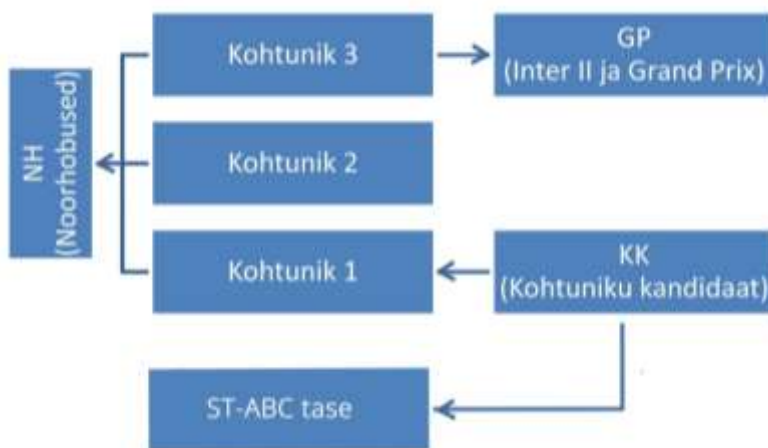 Kohtunik 3
GP
(Inter II ja Grand Prix)
NH
(Noorhobused)
Kohtunik 2
Kohtunik 1
KK
(Kohtuniku kandidaat)
ST-ABC tase